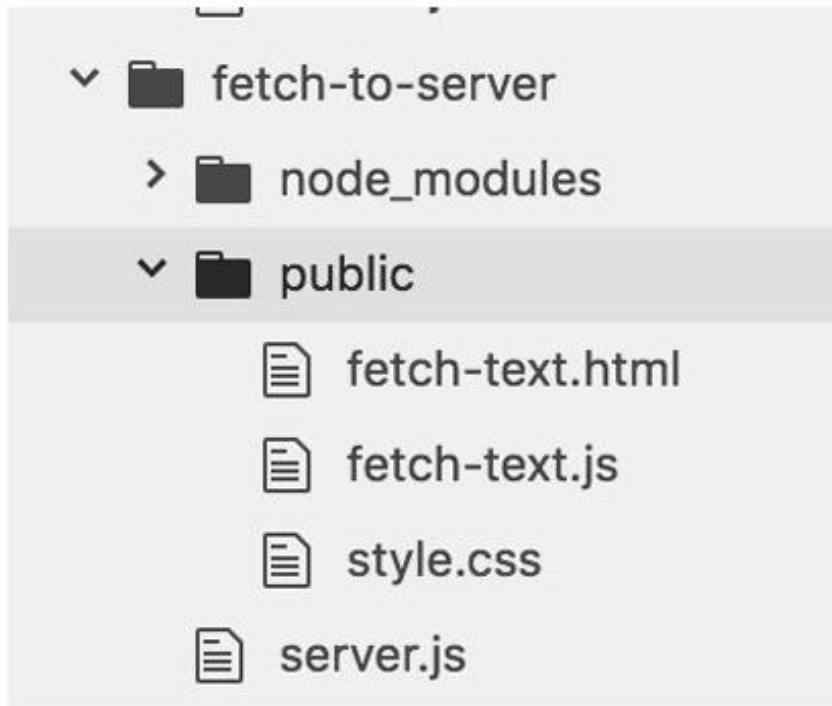 fetch-to-server
node_modules
public
fetch-text.html
fetch-text.js
style.css
server.js